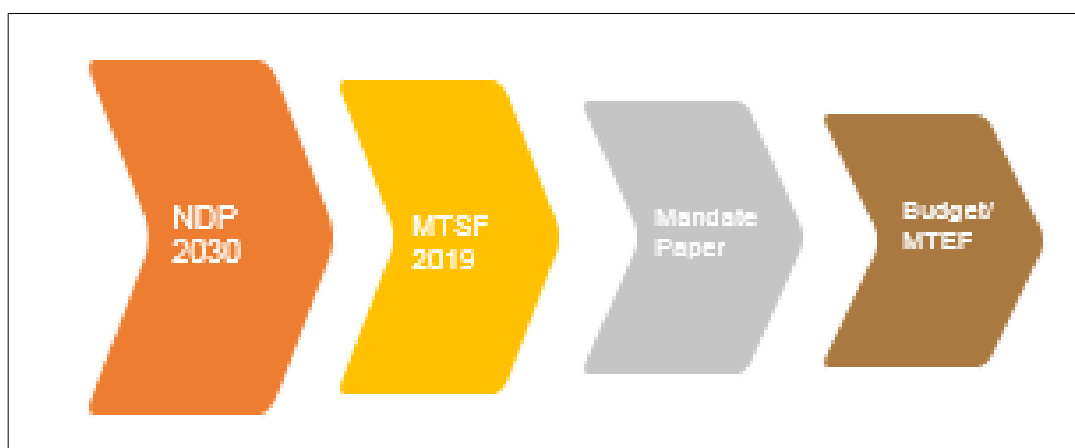 NDP
2030
MTSF
2019
Mandate
Paper
Budget/
MTEF